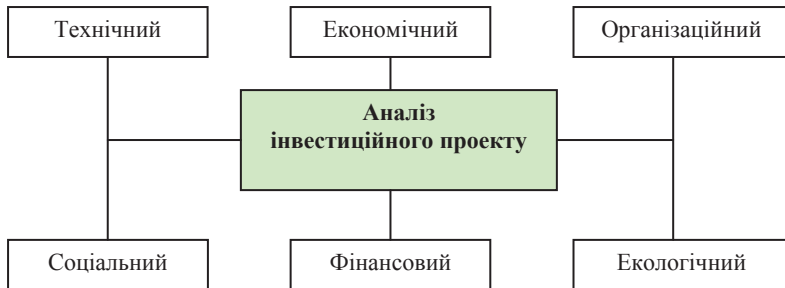 Технічний
Економічний
Організаційний
Аналіз
інвестиційного проекту
Соціальний
Фінансовий
Екологічний